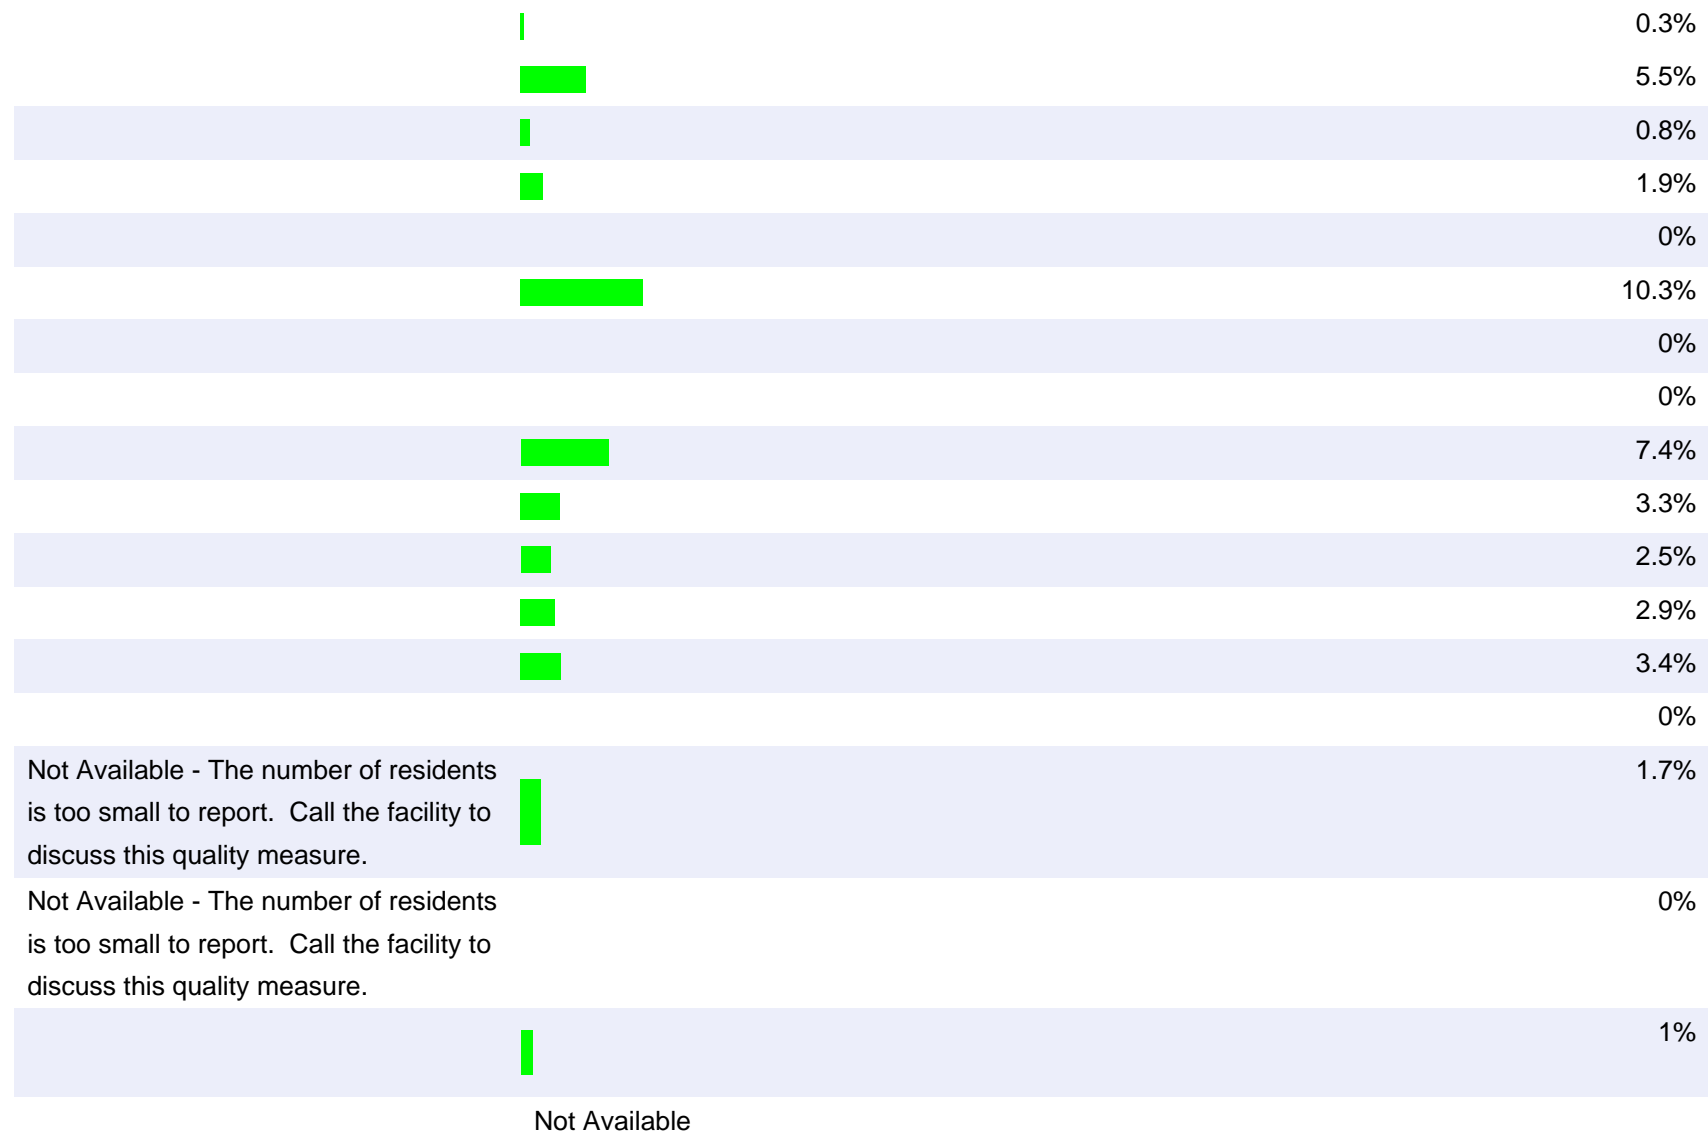 0.3%
5.5%
0.8%
1.9%
0%
10.3%
0%
0%
7.4%
3.3%
2.5%
2.9%
3.4%
0%
Not Available - The number of residents
is too small to report.  Call the facility to
discuss this quality measure.
1.7%
Not Available - The number of residents
is too small to report.  Call the facility to
discuss this quality measure.
0%
1%
Not Available